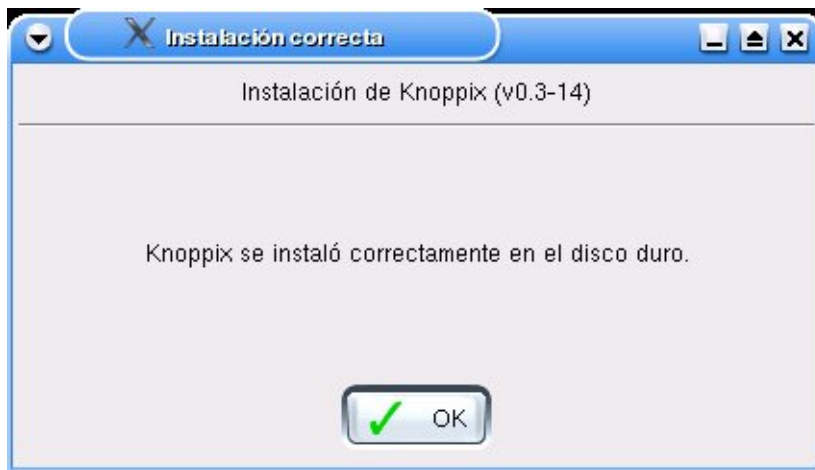 Instalación correcta
Instalación de Knoppix (v0.3-14)
Knoppix se instaló correctamente en el disco duro.
OK